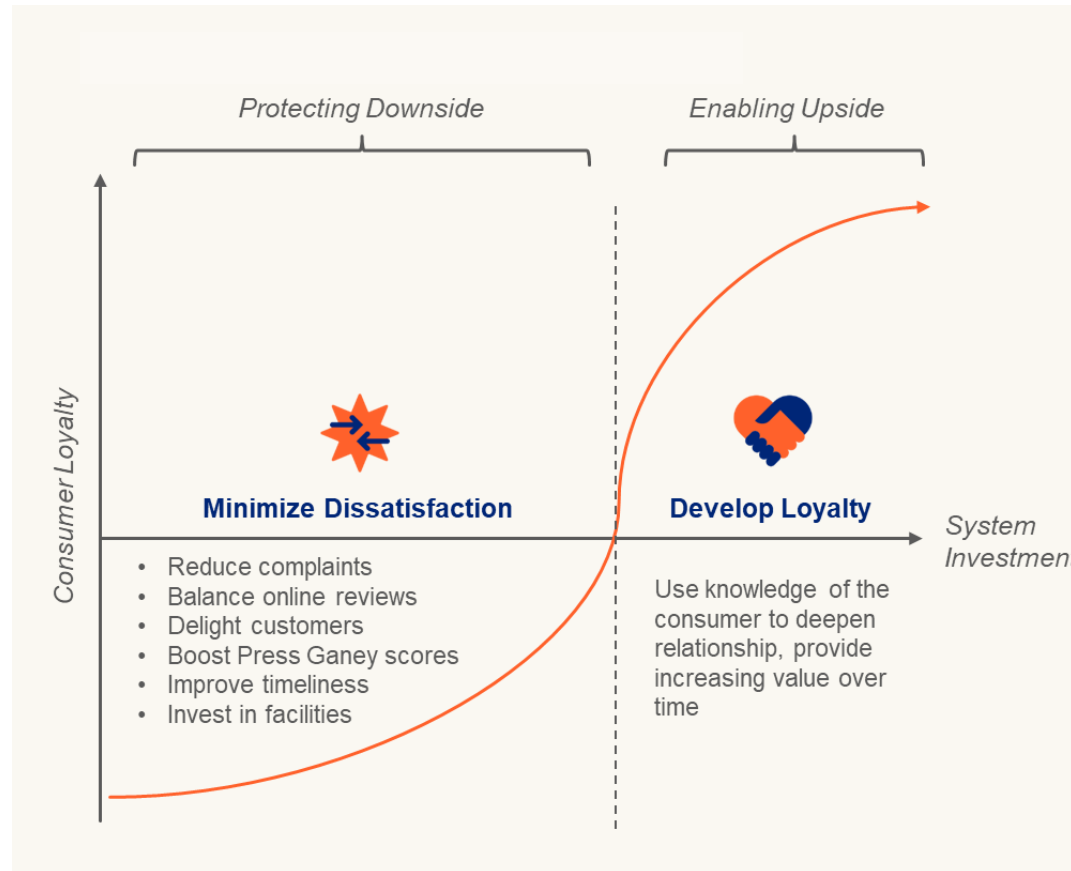 Protecting Downside
Enabling Upside
Consumer Loyalty
Minimize Dissatisfaction
• Reduce complaints
• Balance online reviews
• Delight customers
• Boost Press Ganey scores
• Improve timeliness
• Invest in facilities
Develop Loyalty
Use knowledge of the
consumer to deepen
relationship, provide
increasing value over
time
System
Investmen